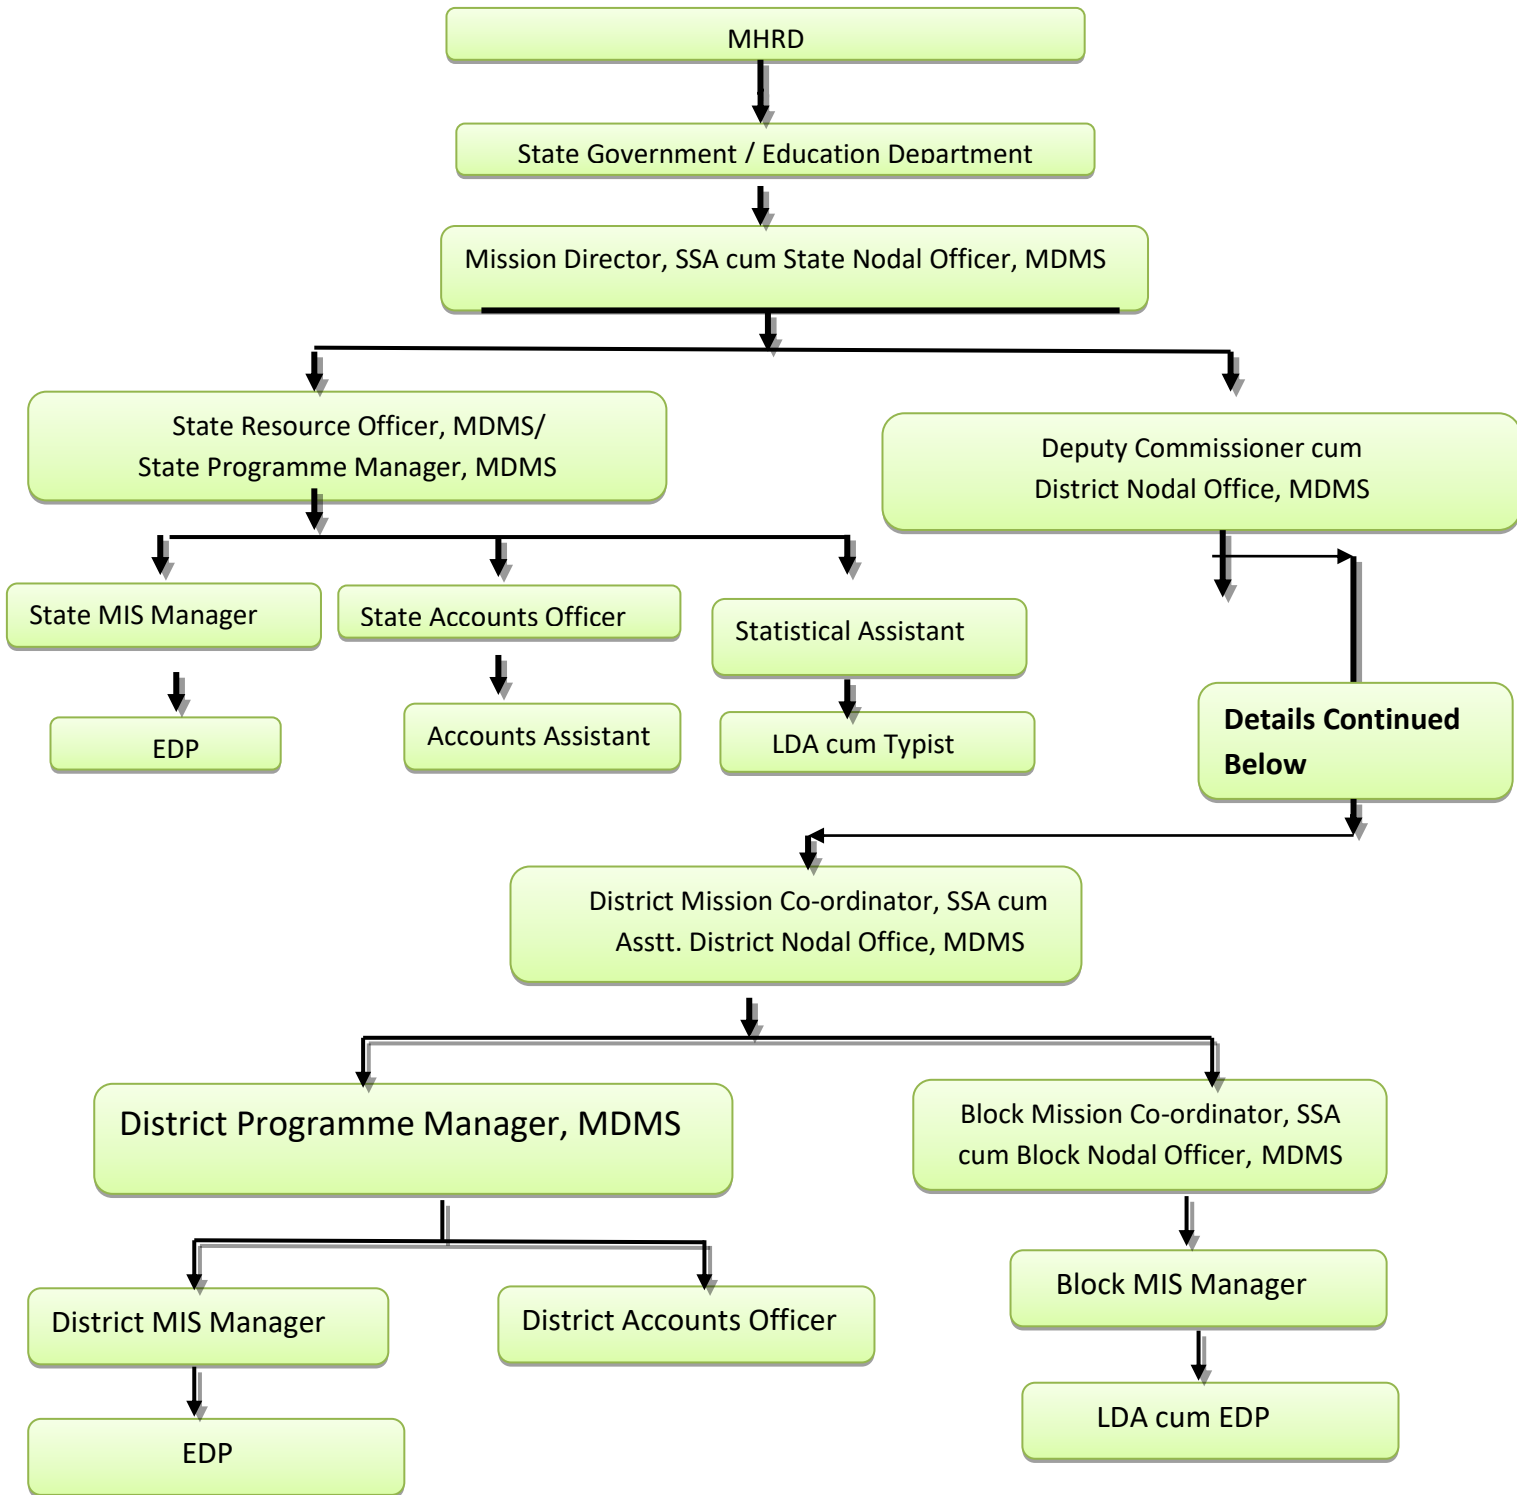 MHRD
State Government / Education Department
Mission Director, SSA cum State Nodal Officer, MDMS
State Resource Officer, MDMS/
State Programme Manager, MDMS
Deputy Commissioner cum
District Nodal Office, MDMS
State MIS Manager
State Accounts Officer
Statistical Assistant
EDP
Accounts Assistant
LDA cum Typist
Details Continued
Below
District Mission Co-ordinator, SSA cum
Asstt. District Nodal Office, MDMS
District Programme Manager, MDMS
Block Mission Co-ordinator, SSA
cum Block Nodal Officer, MDMS
District MIS Manager
District Accounts Officer
Block MIS Manager
EDP
LDA cum EDP